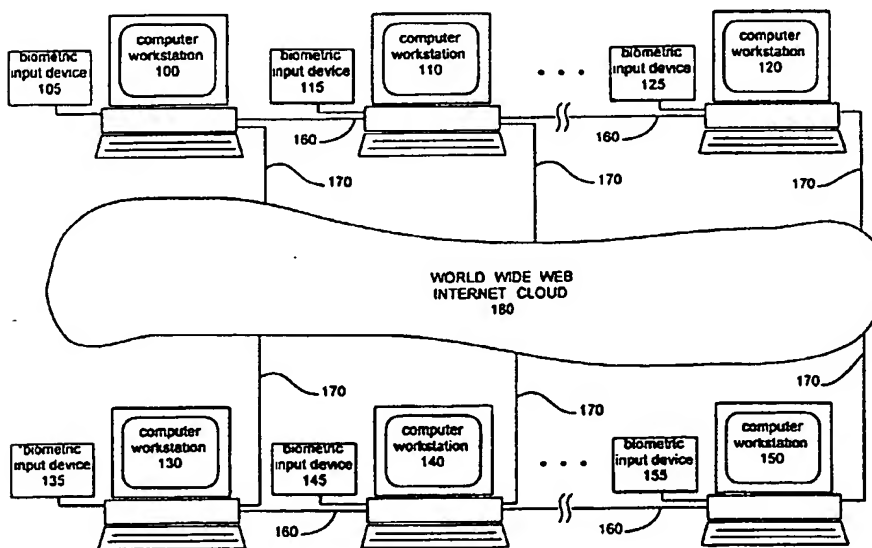 biometric
input device
105
computer
workstation
100
biometric
input device
115
computer
workstation
110
biometric
input device
125
computer
workstation
120
160
160
170
170
170
WORLD WIDE WEB
INTERNET CLOUD
180
170
170
170
biometric
input device
135
computer
workstation
130
biometric
input device
145
computer
workstation
140
biometric
input device
155
computer
workstation
150
160
160